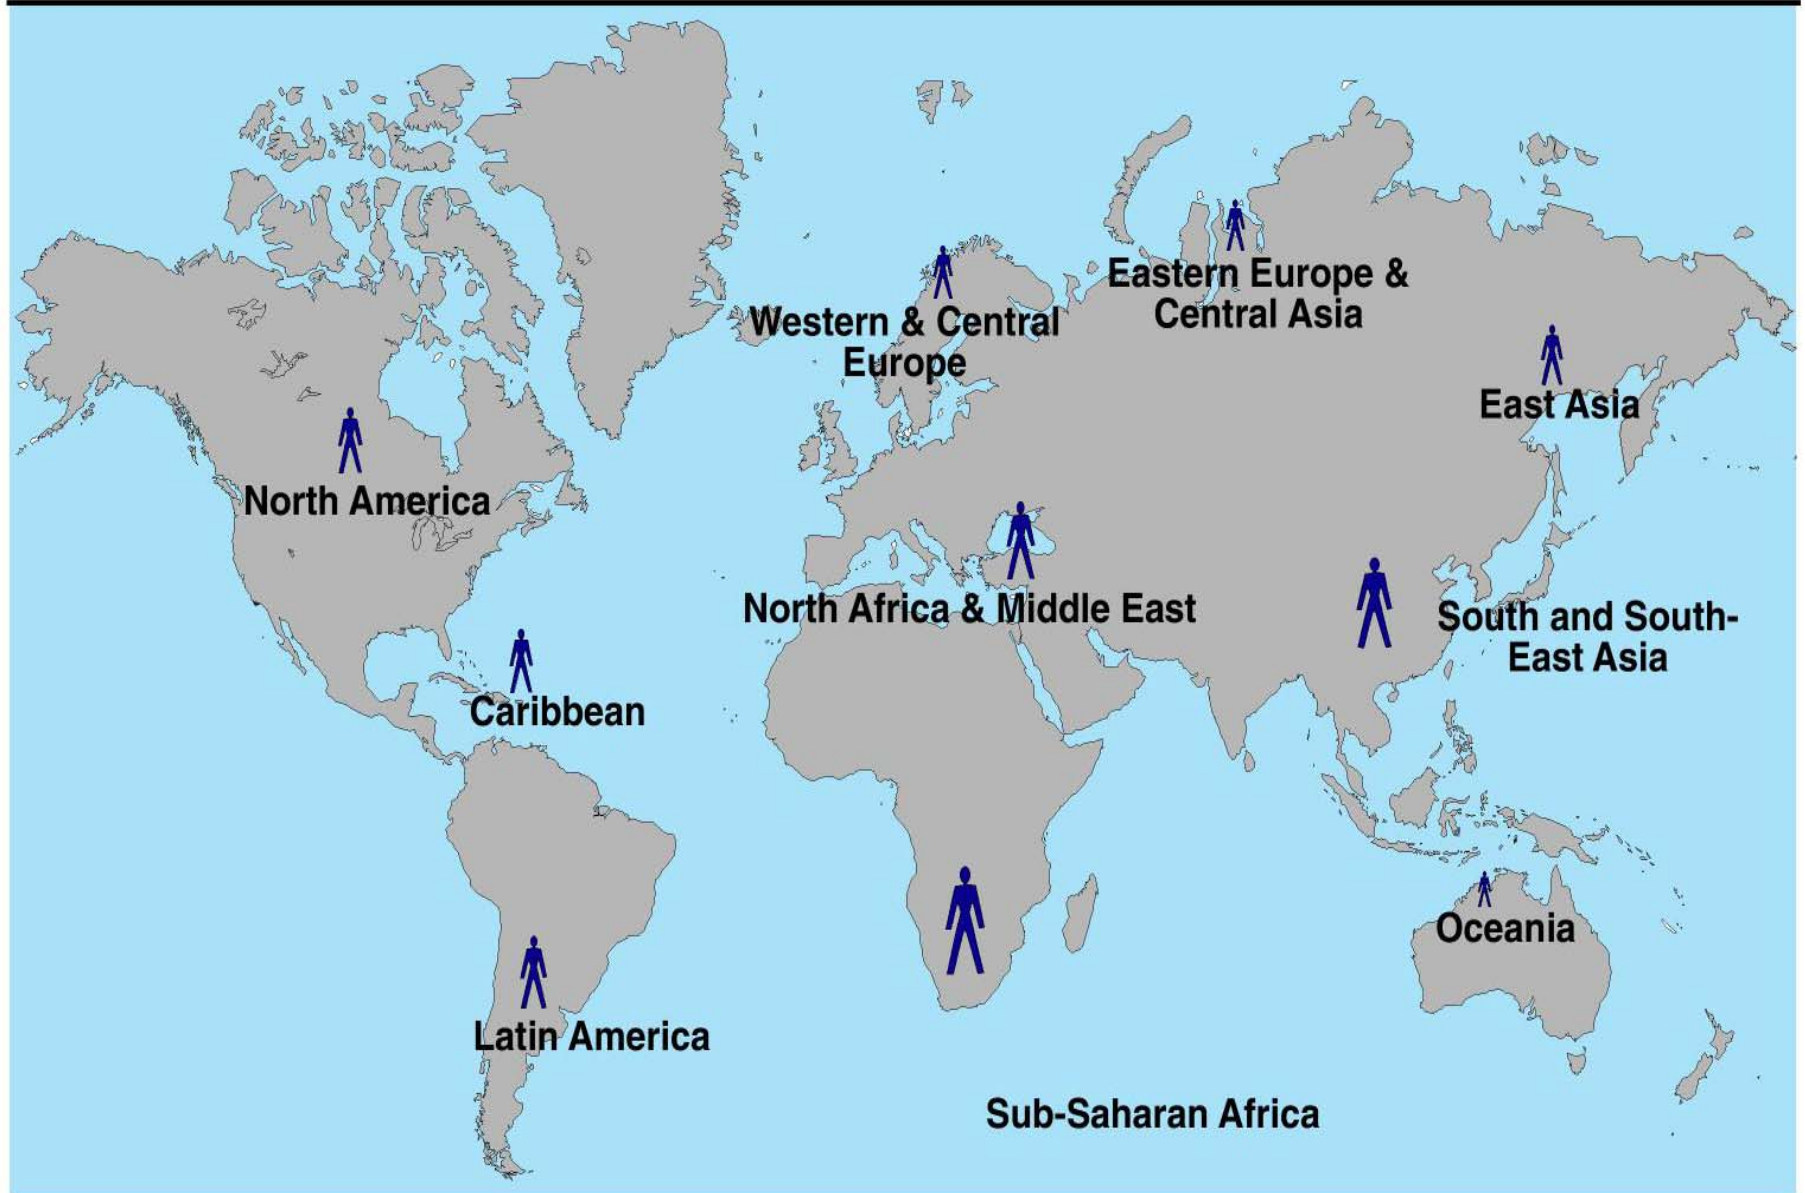 Eastern Europe &
Central Asia
Western & Central
Europe
East Asia
North America
North Africa & Middle East
South and South-
East Asia
Caribbean
Oceania
Latin America
Sub-Saharan Africa